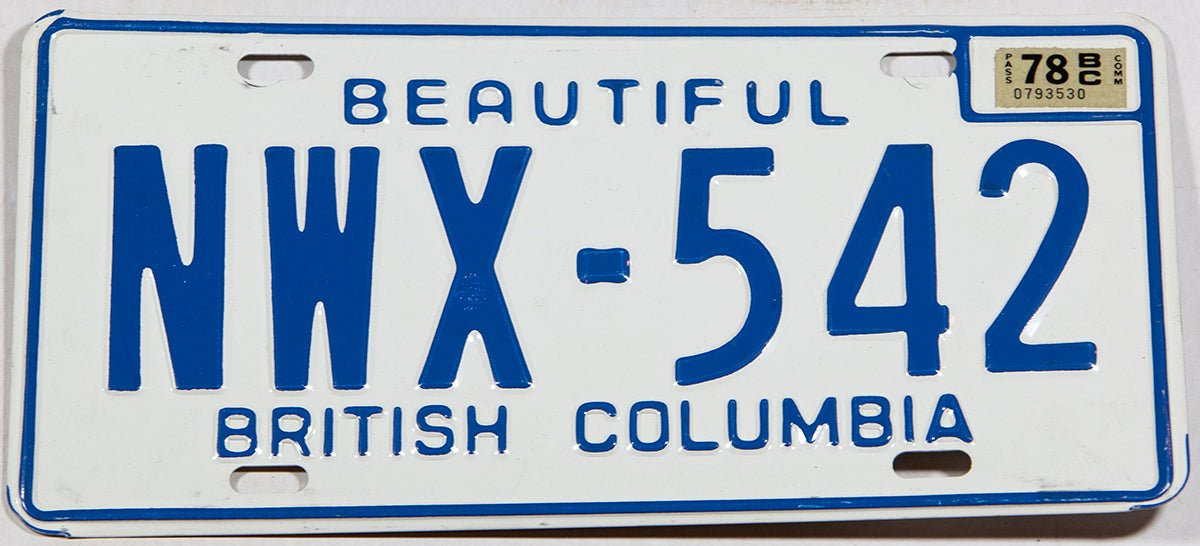 BEAUTIFUL
PASS 78 BC COMM
0793530
NWX-542
BRITISH COLUMBIA